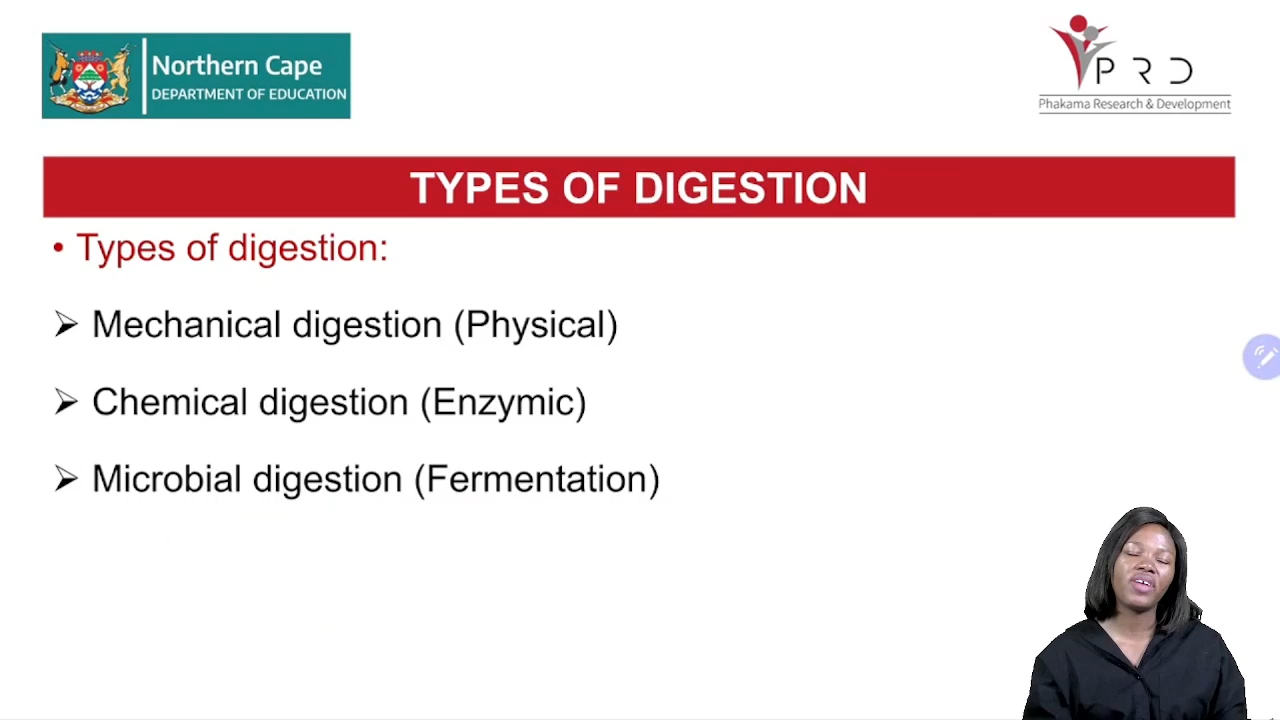 Northern Cape
DEPARTMENT OF EDUCATION
PRD
Phakama Research & Development
TYPES OF DIGESTION
• Types of digestion:
➢ Mechanical digestion (Physical)
➢ Chemical digestion (Enzymic)
➢ Microbial digestion (Fermentation)